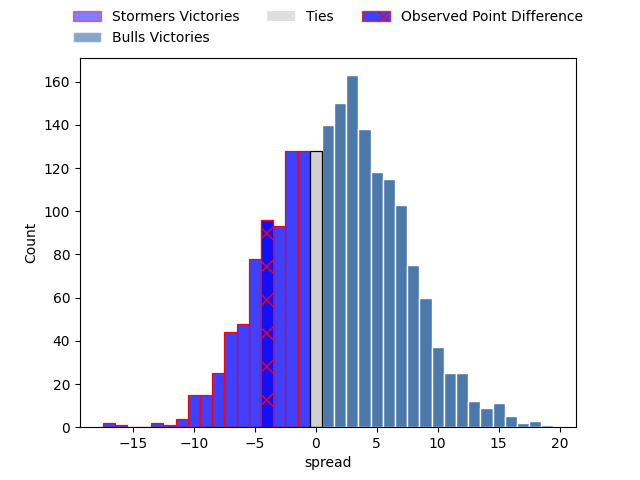 Stormers Victories
Ties
Observed Point Difference
Bulls Victories
160
140
120
100
80
60
40
20
0
Count
−15
−10
−5
0
5
10
15
20
spread